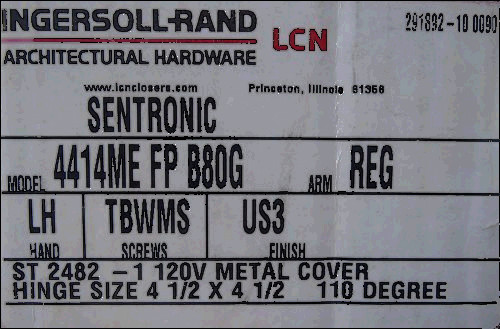 INGERSOLL-RAND LCN 291892-10 0090
ARCHITECTURAL HARDWARE
www.lcnclosers.com Princeton, Illinois 61356
SENTRONIC
MODEL 4414ME FP B80G ARM REG
LH TBWMS US3
HAND SCREWS FINISH
ST 2482 -1 120V METAL COVER
HINGE SIZE 4 1/2 X 4 1/2 110 DEGREE